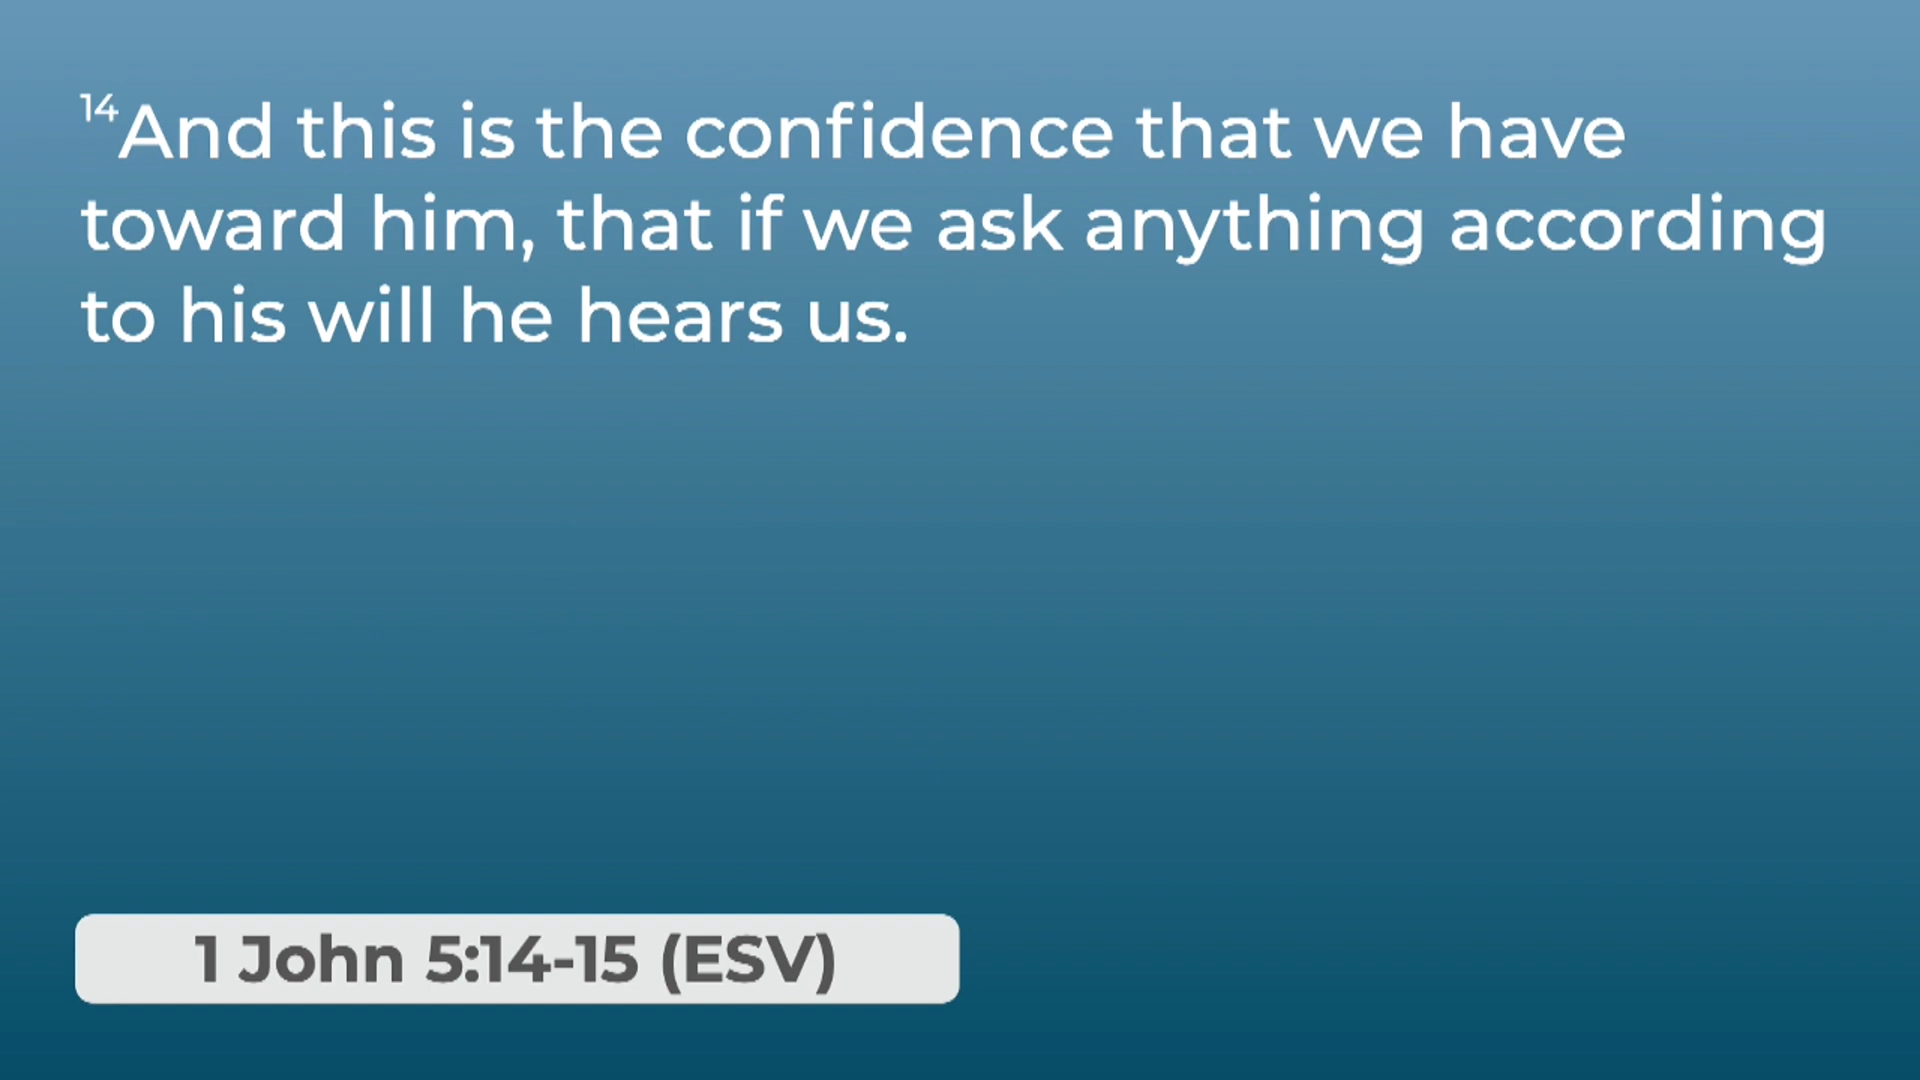 14And this is the confidence that we have
toward him, that if we ask anything according
to his will he hears us.
1 John 5:14-15 (ESV)